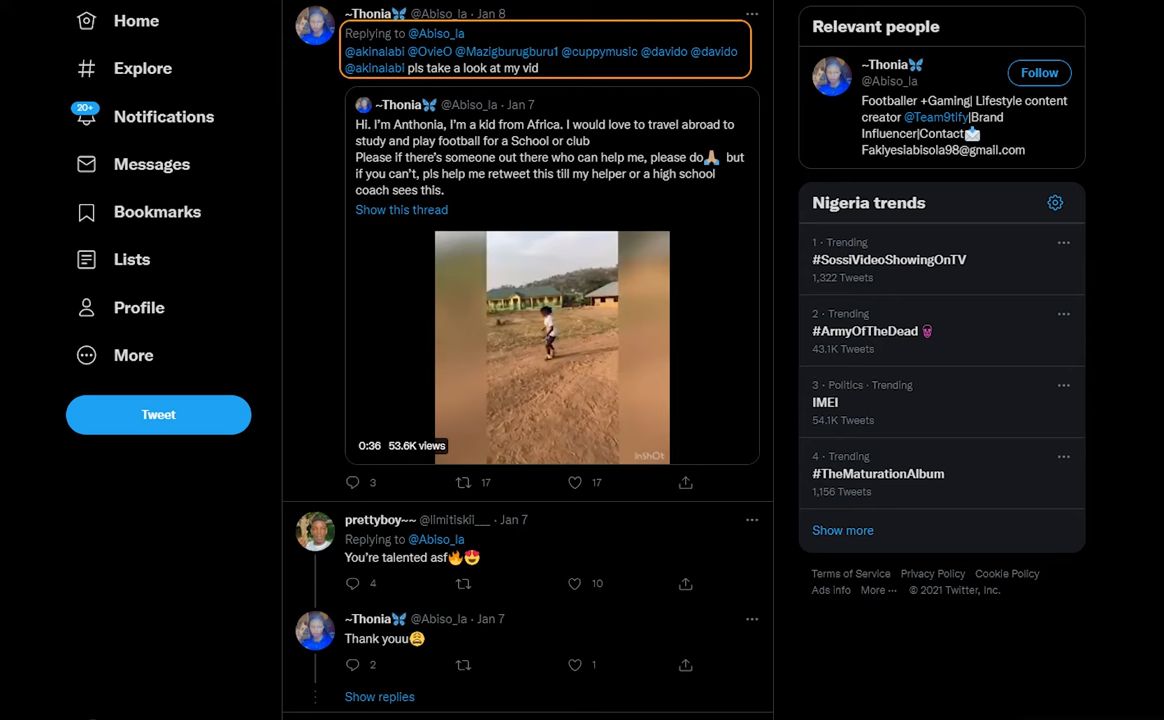 Home
Explore
20+
Notifications
Messages
Bookmarks
Lists
Profile
More
Tweet
~Thonia🦋 @Abiso_la · Jan 8
Replying to @Abiso_la
@akinalabi @OvieO @Mazigburugburu1 @cuppymusic @davido @davido
@akinalabi pls take a look at my vid
~Thonia🦋 @Abiso_la · Jan 7
Hi. I'm Anthonia, I'm a kid from Africa. I would love to travel abroad to
study and play football for a School or club
Please if there's someone out there who can help me, please do🙏🏽 but
if you can't, pls help me retweet this till my helper or a high school
coach sees this.
Show this thread
0:36 53.6K views
InShOt
3 17 17
prettyboy~~ @limitiskii___ · Jan 7
Replying to @Abiso_la
You're talented asf🔥😍
4 10
~Thonia🦋 @Abiso_la · Jan 7
Thank youu😩
2 1
Show replies
Relevant people
~Thonia🦋
@Abiso_la
Follow
Footballer +Gaming| Lifestyle content
creator @Team9tify|Brand
Influencer|Contact📩
Fakiyesiabisola98@gmail.com
Nigeria trends
1 · Trending
#SossiVideoShowingOnTV
1,322 Tweets
2 · Trending
#ArmyOfTheDead
43.1K Tweets
3 · Politics · Trending
IMEI
54.1K Tweets
4 · Trending
#TheMaturationAlbum
1,156 Tweets
Show more
Terms of Service Privacy Policy Cookie Policy
Ads info More ··· © 2021 Twitter, Inc.